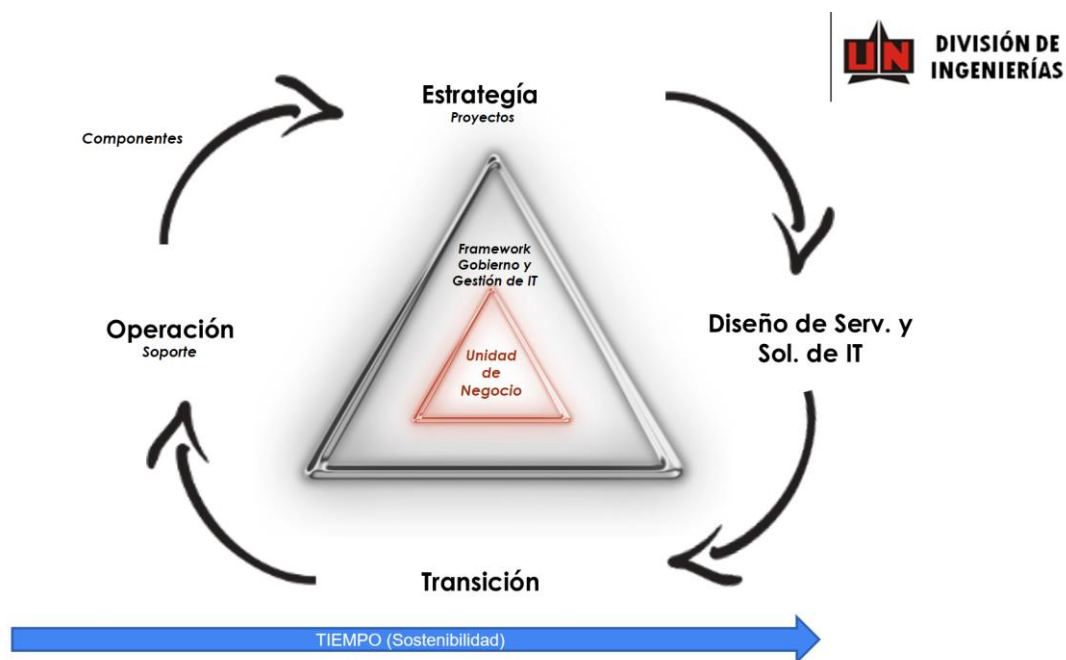 UN
DIVISIÓN DE
INGENIERÍAS
Estrategía
Proyectos
Componentes
Framework
Gobierno y
Gestión de IT
Operación
Soporte
Diseño de Serv. y
Sol. de IT
Unidad
de
Negocio
Transición
TIEMPO (Sostenibilidad)